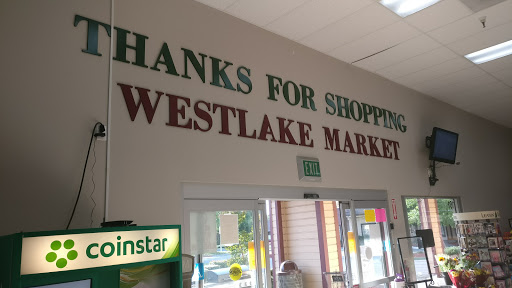 THANKS FOR SHOPPING
WESTLAKE MARKET
EXIT
coinstar